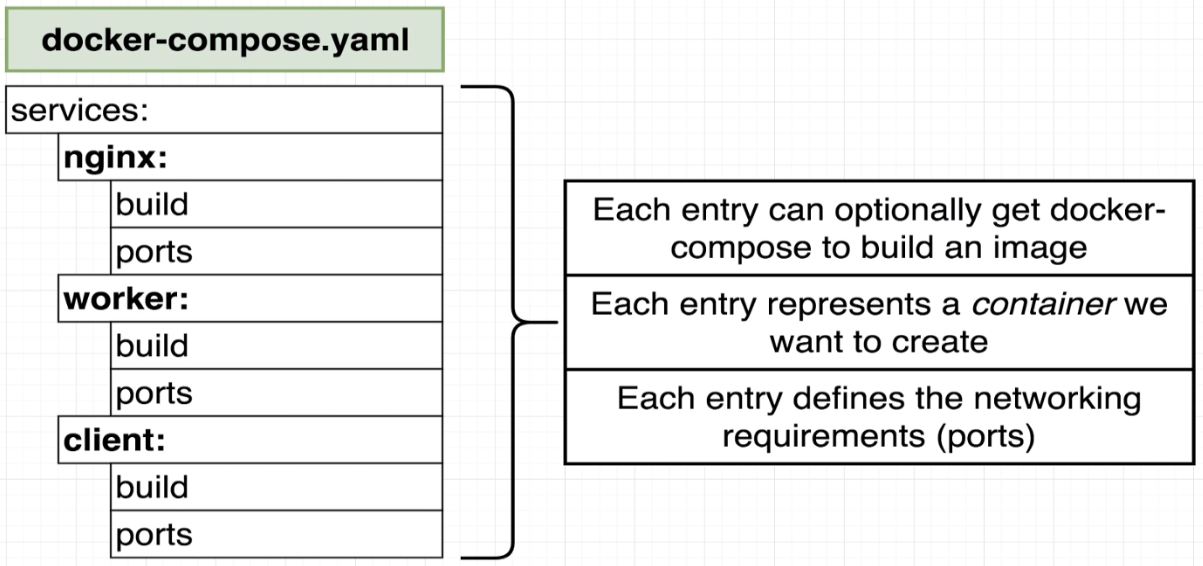 docker-compose.yaml
services:
nginx:
build
ports
worker:
build
ports
client:
build
ports
Each entry can optionally get docker-
compose to build an image
Each entry represents a container we
want to create
Each entry defines the networking
requirements (ports)